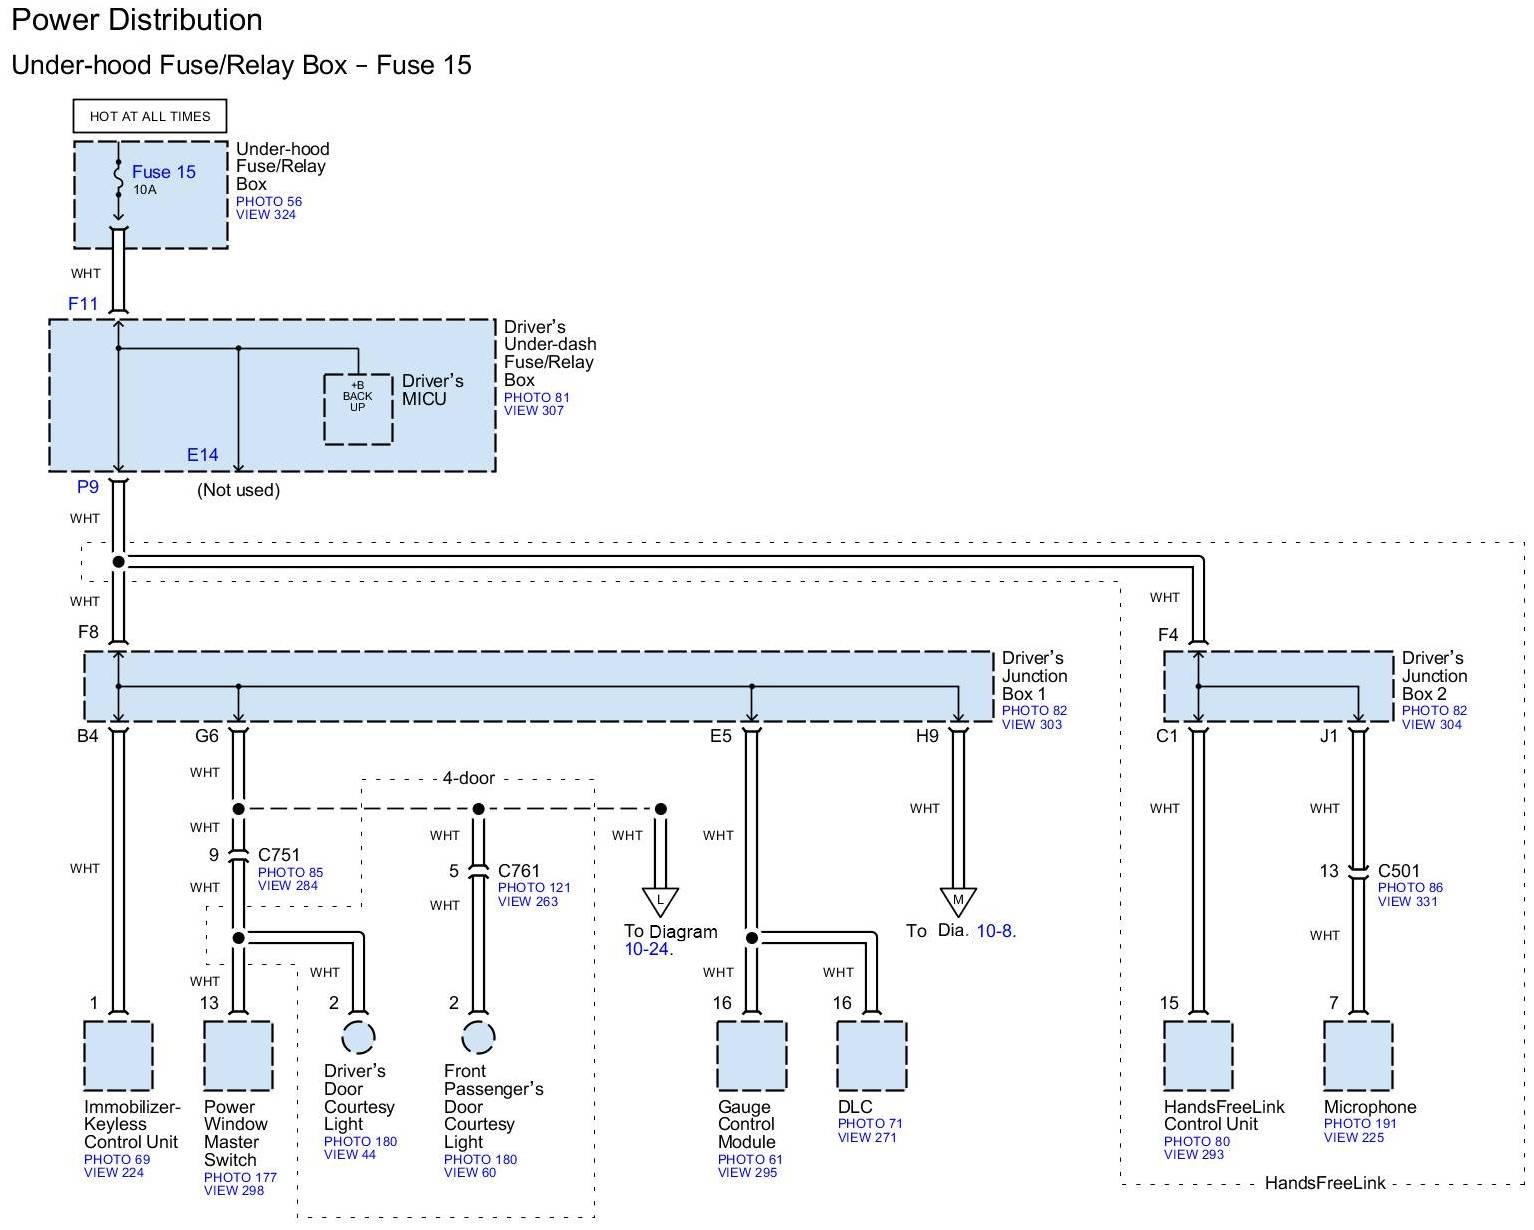 Power Distribution
Under-hood Fuse/Relay Box – Fuse 15
HOT AT ALL TIMES
Fuse 15
10A
Under-hood
Fuse/Relay
Box
PHOTO 56
VIEW 324
WHT
F11
Driver's
Under-dash
Fuse/Relay
Box
PHOTO 81
VIEW 307
+B
BACK
UP
Driver's
MICU
E14
P9
(Not used)
WHT
WHT
F8
WHT
F4
Driver's
Junction
Box 1
PHOTO 82
VIEW 303
Driver's
Junction
Box 2
PHOTO 82
VIEW 304
B4
G6
E5
H9
C1
J1
WHT
4-door
WHT
WHT
WHT
WHT
WHT
WHT
WHT
WHT
9
C751
PHOTO 85
VIEW 284
5
C761
PHOTO 121
VIEW 263
13
C501
PHOTO 86
VIEW 331
WHT
WHT
WHT
L
M
To Diagram
10-24.
To Dia. 10-8.
WHT
WHT
WHT
WHT
WHT
1
13
2
2
16
16
15
7
Immobilizer-
Keyless
Control Unit
PHOTO 69
VIEW 224
Power
Window
Master
Switch
PHOTO 177
VIEW 298
Driver's
Door
Courtesy
Light
PHOTO 180
VIEW 44
Front
Passenger's
Door
Courtesy
Light
PHOTO 180
VIEW 60
Gauge
Control
Module
PHOTO 61
VIEW 295
DLC
PHOTO 71
VIEW 271
HandsFreeLink
Control Unit
PHOTO 80
VIEW 293
Microphone
PHOTO 191
VIEW 225
HandsFreeLink